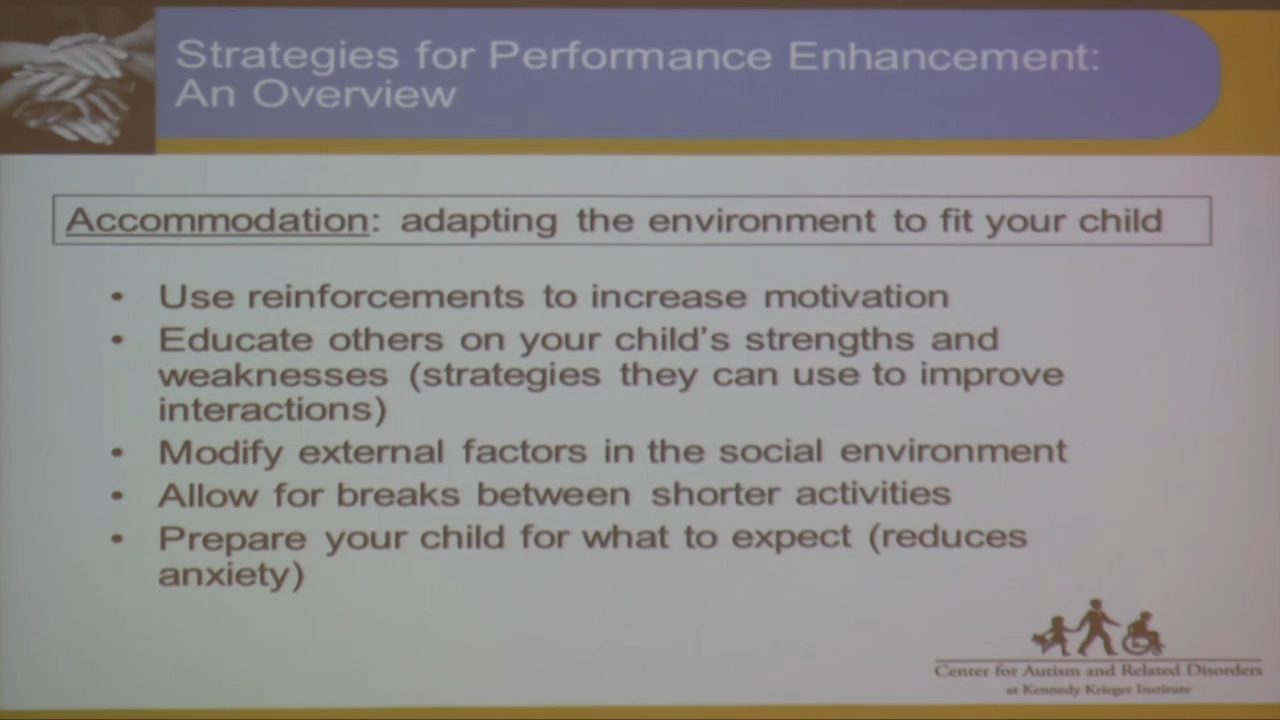 Strategies for Performance Enhancement:
An Overview
Accommodation: adapting the environment to fit your child
• Use reinforcements to increase motivation
• Educate others on your child's strengths and
weaknesses (strategies they can use to improve
interactions)
• Modify external factors in the social environment
• Allow for breaks between shorter activities
• Prepare your child for what to expect (reduces
anxiety)
Center for Autism and Related Disorders
at Kennedy Krieger Institute